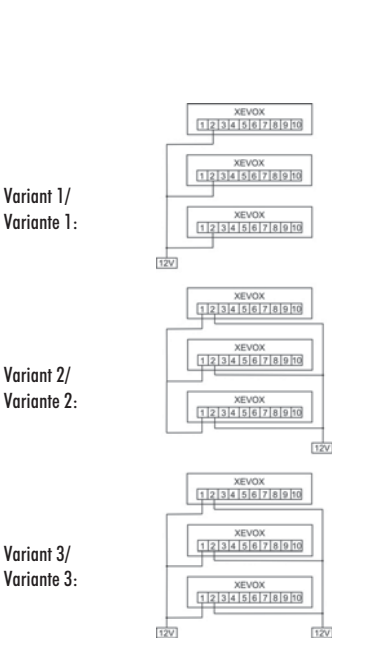 XEVOX
1 2 3 4 5 6 7 8 9 10
XEVOX
1 2 3 4 5 6 7 8 9 10
Variant 1/
Variante 1:
XEVOX
1 2 3 4 5 6 7 8 9 10
12V
XEVOX
1 2 3 4 5 6 7 8 9 10
XEVOX
1 2 3 4 5 6 7 8 9 10
Variant 2/
Variante 2:
XEVOX
1 2 3 4 5 6 7 8 9 10
12V
XEVOX
1 2 3 4 5 6 7 8 9 10
XEVOX
1 2 3 4 5 6 7 8 9 10
Variant 3/
Variante 3:
XEVOX
1 2 3 4 5 6 7 8 9 10
12V 12V